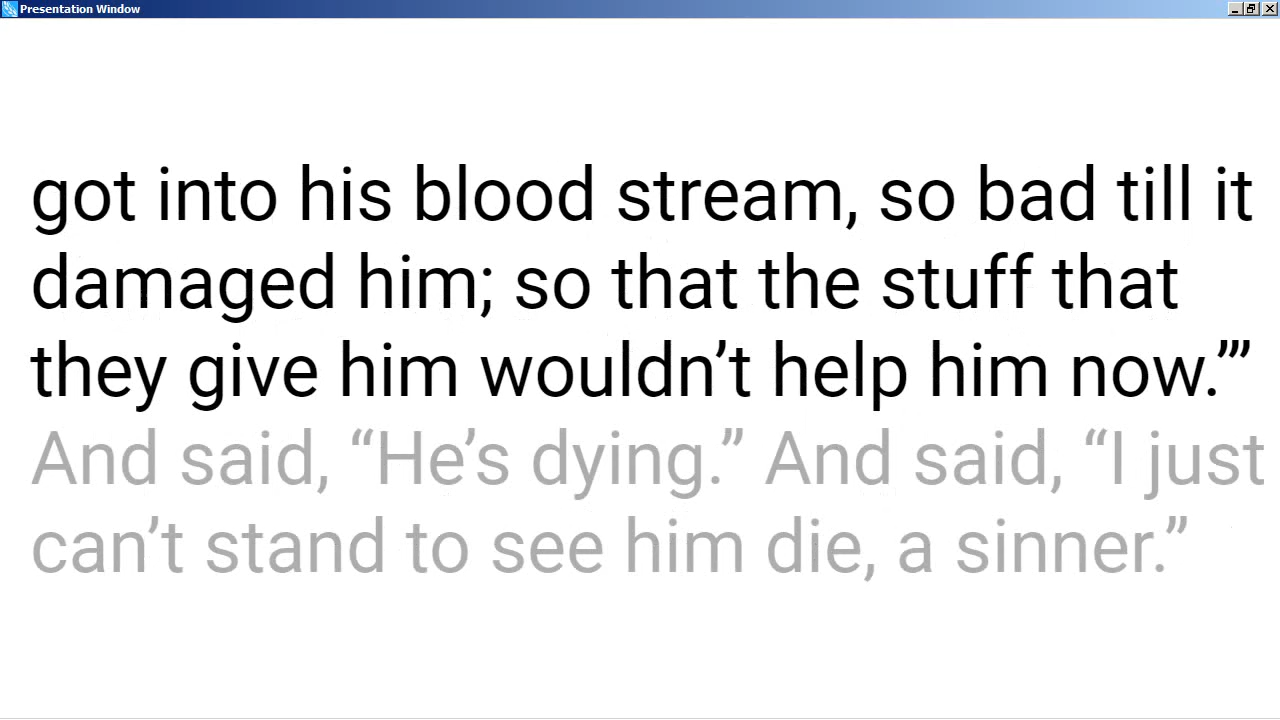 Presentation Window
got into his blood stream, so bad till it
damaged him; so that the stuff that
they give him wouldn’t help him now.’”
And said, “He’s dying.” And said, “I just
can’t stand to see him die, a sinner.”